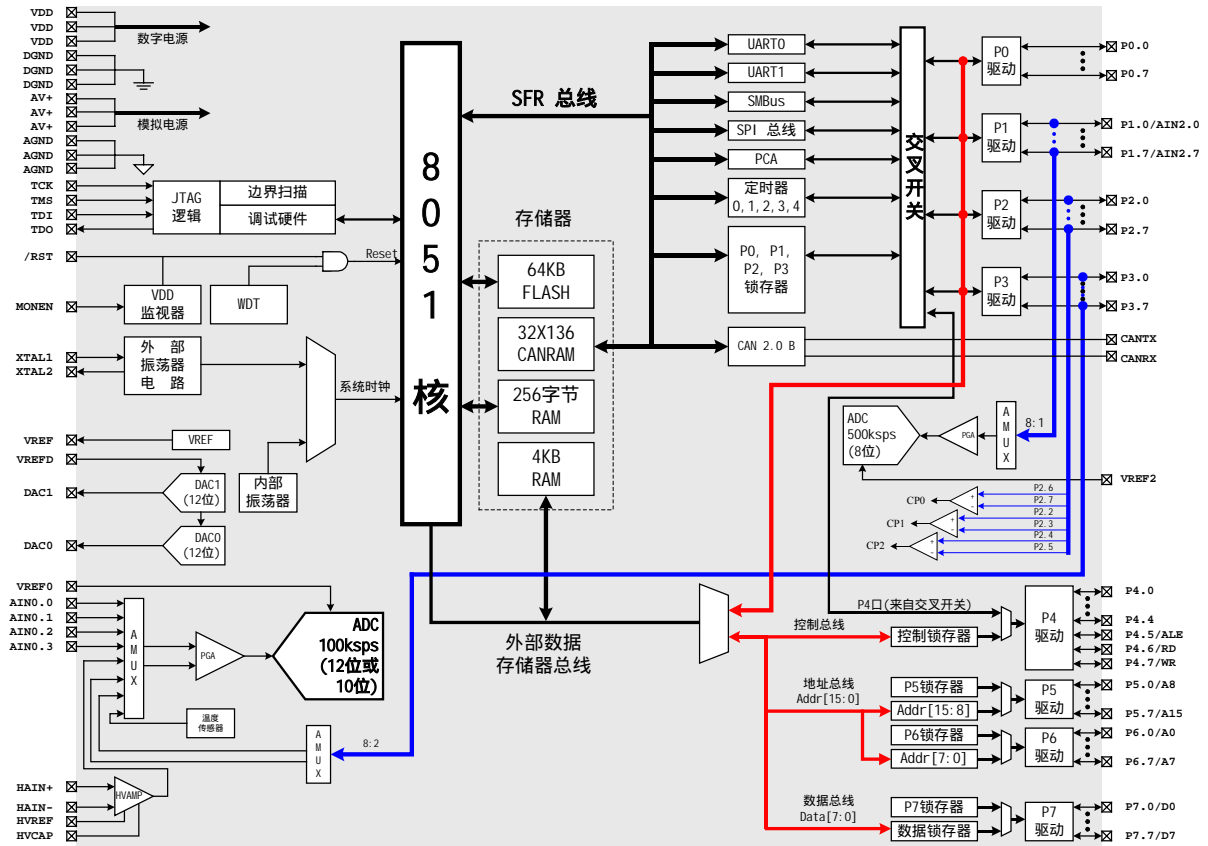 VDD
VDD
VDD
DGND
DGND
DGND
AV+
AV+
AV+
AGND
AGND
AGND
TCK
TMS
TDI
TDO
/RST
MONEN
XTAL1
XTAL2
VREF
VREFD
DAC1
DAC0
VREF0
AIN0.0
AIN0.1
AIN0.2
AIN0.3
HAIN+
HAIN-
HVREF
HVCAP
数字电源
模拟电源
JTAG
逻辑
边界扫描
调试硬件
Reset
VDD
监视器
WDT
外 部
振荡器
电 路
系统时钟
VREF
内部
振荡器
DAC1
(12位)
DAC0
(12位)
A
M
U
X
PGA
ADC
100ksps
(12位或
10位)
温度
传感器
A
M
U
X
8:2
HVAMP
8
0
5
1
核
SFR 总线
存储器
64KB
FLASH
32X136
CANRAM
256字节
RAM
4KB
RAM
外部数据
存储器总线
UART0
UART1
SMBus
SPI 总线
PCA
定时器
0,1,2,3,4
P0, P1,
P2, P3
锁存器
CAN 2.0 B
交
叉
开
关
P0
驱动
P1
驱动
P2
驱动
P3
驱动
ADC
500ksps
(8位)
PGA
A
M
U
X
8:1
CP0
+
-
P2.6
P2.7
CP1
+
-
P2.2
P2.3
CP2
+
-
P2.4
P2.5
P4口(来自交叉开关)
控制总线
控制锁存器
P4
驱动
地址总线
Addr[15:0]
P5锁存器
Addr[15:8]
P5
驱动
P6锁存器
Addr[7:0]
P6
驱动
数据总线
Data[7:0]
P7锁存器
数据锁存器
P7
驱动
P0.0
P0.7
P1.0/AIN2.0
P1.7/AIN2.7
P2.0
P2.7
P3.0
P3.7
CANTX
CANRX
VREF2
P4.0
P4.4
P4.5/ALE
P4.6/RD
P4.7/WR
P5.0/A8
P5.7/A15
P6.0/A0
P6.7/A7
P7.0/D0
P7.7/D7